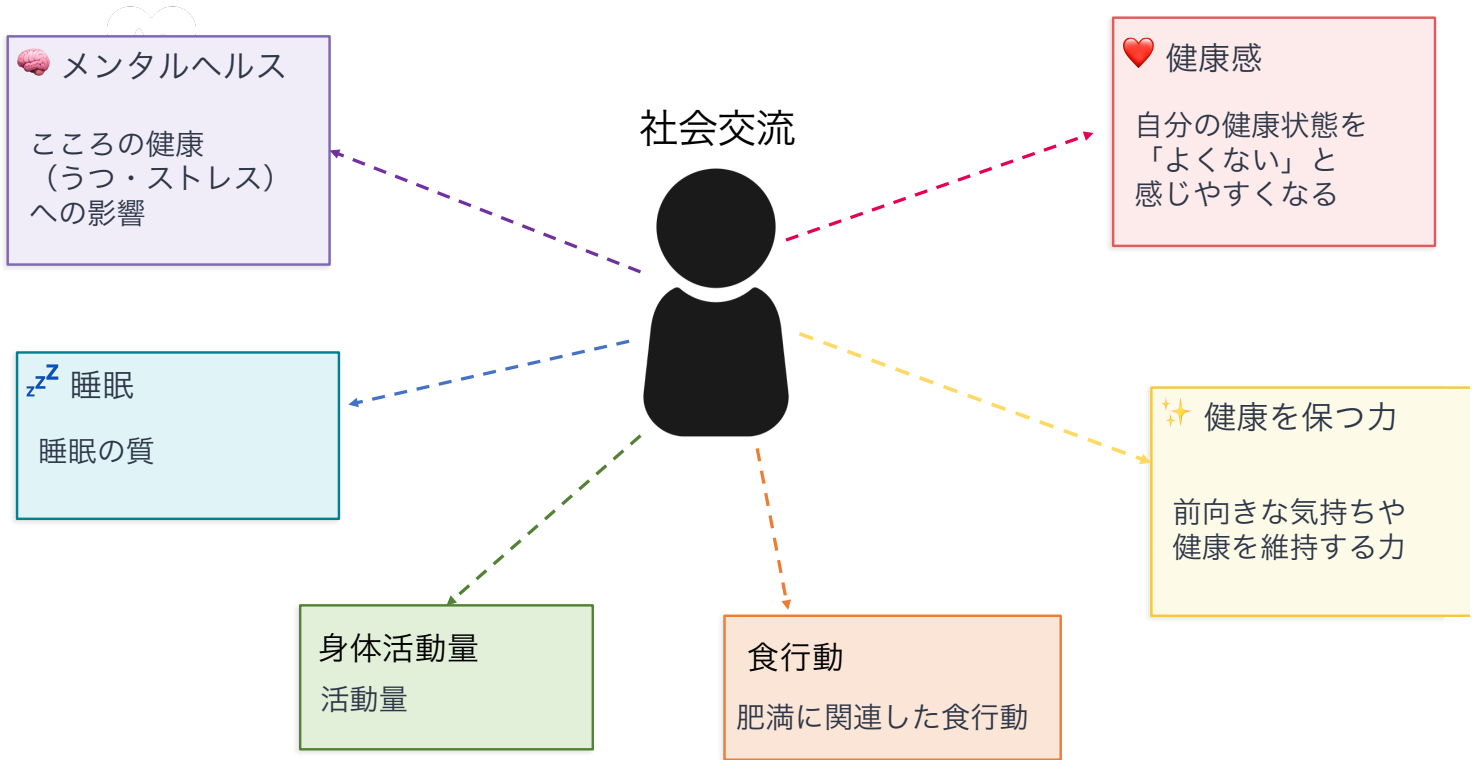 社会交流
🧠 メンタルヘルス
こころの健康
（うつ・ストレス）
への影響
❤️ 健康感
自分の健康状態を
「よくない」と
感じやすくなる
💤 睡眠
睡眠の質
✨ 健康を保つ力
前向きな気持ちや
健康を維持する力
身体活動量
活動量
食行動
肥満に関連した食行動